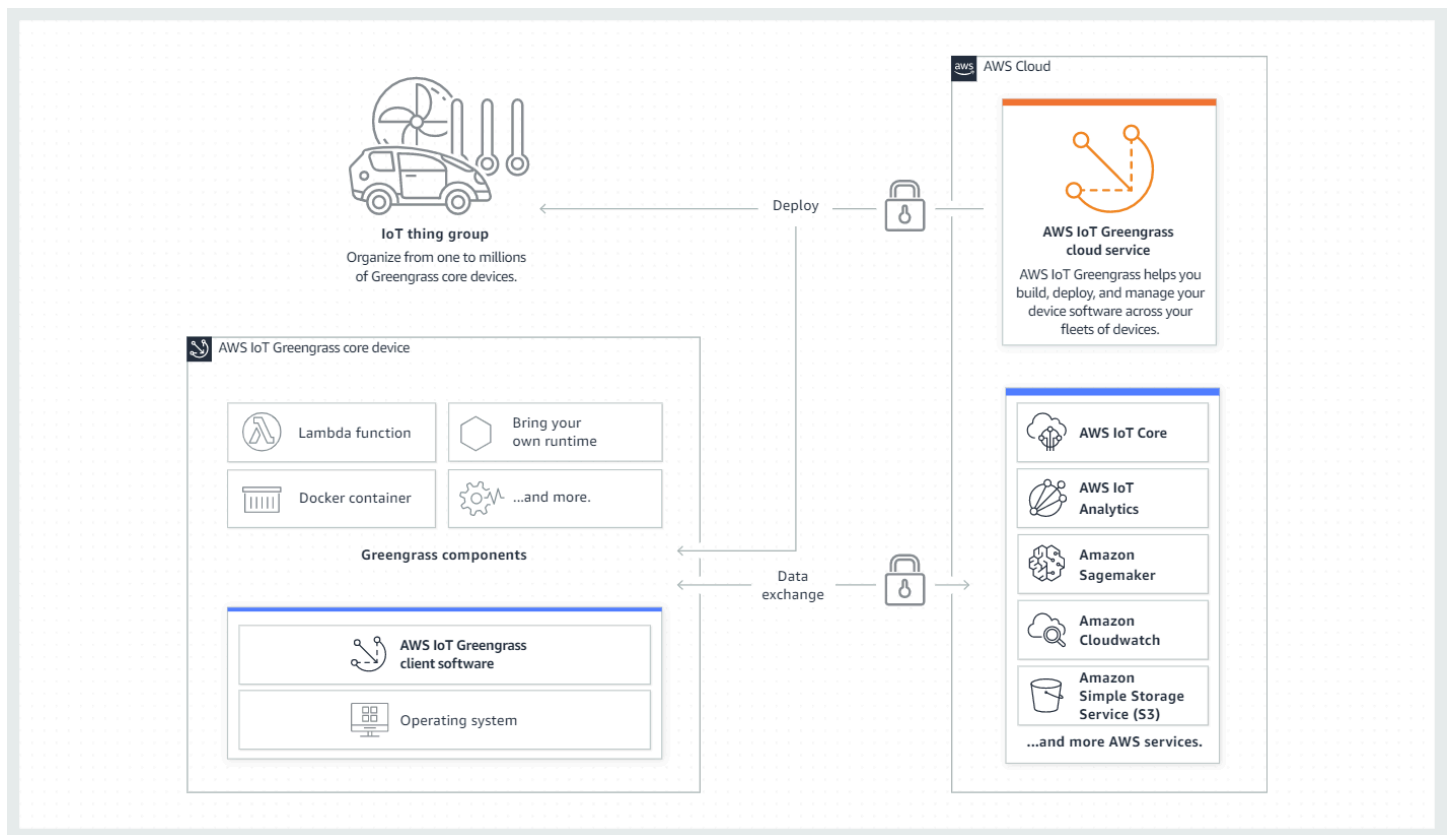 aws
AWS Cloud
Deploy
IoT thing group
Organize from one to millions
of Greengrass core devices.
AWS IoT Greengrass
cloud service
AWS IoT Greengrass helps you
build, deploy, and manage your
device software across your
fleets of devices.
AWS IoT Greengrass core device
Lambda function
Bring your
own runtime
Docker container
...and more.
Greengrass components
Data
exchange
AWS IoT Greengrass
client software
Operating system
AWS IoT Core
AWS IoT
Analytics
Amazon
Sagemaker
Amazon
Cloudwatch
Amazon
Simple Storage
Service (S3)
...and more AWS services.